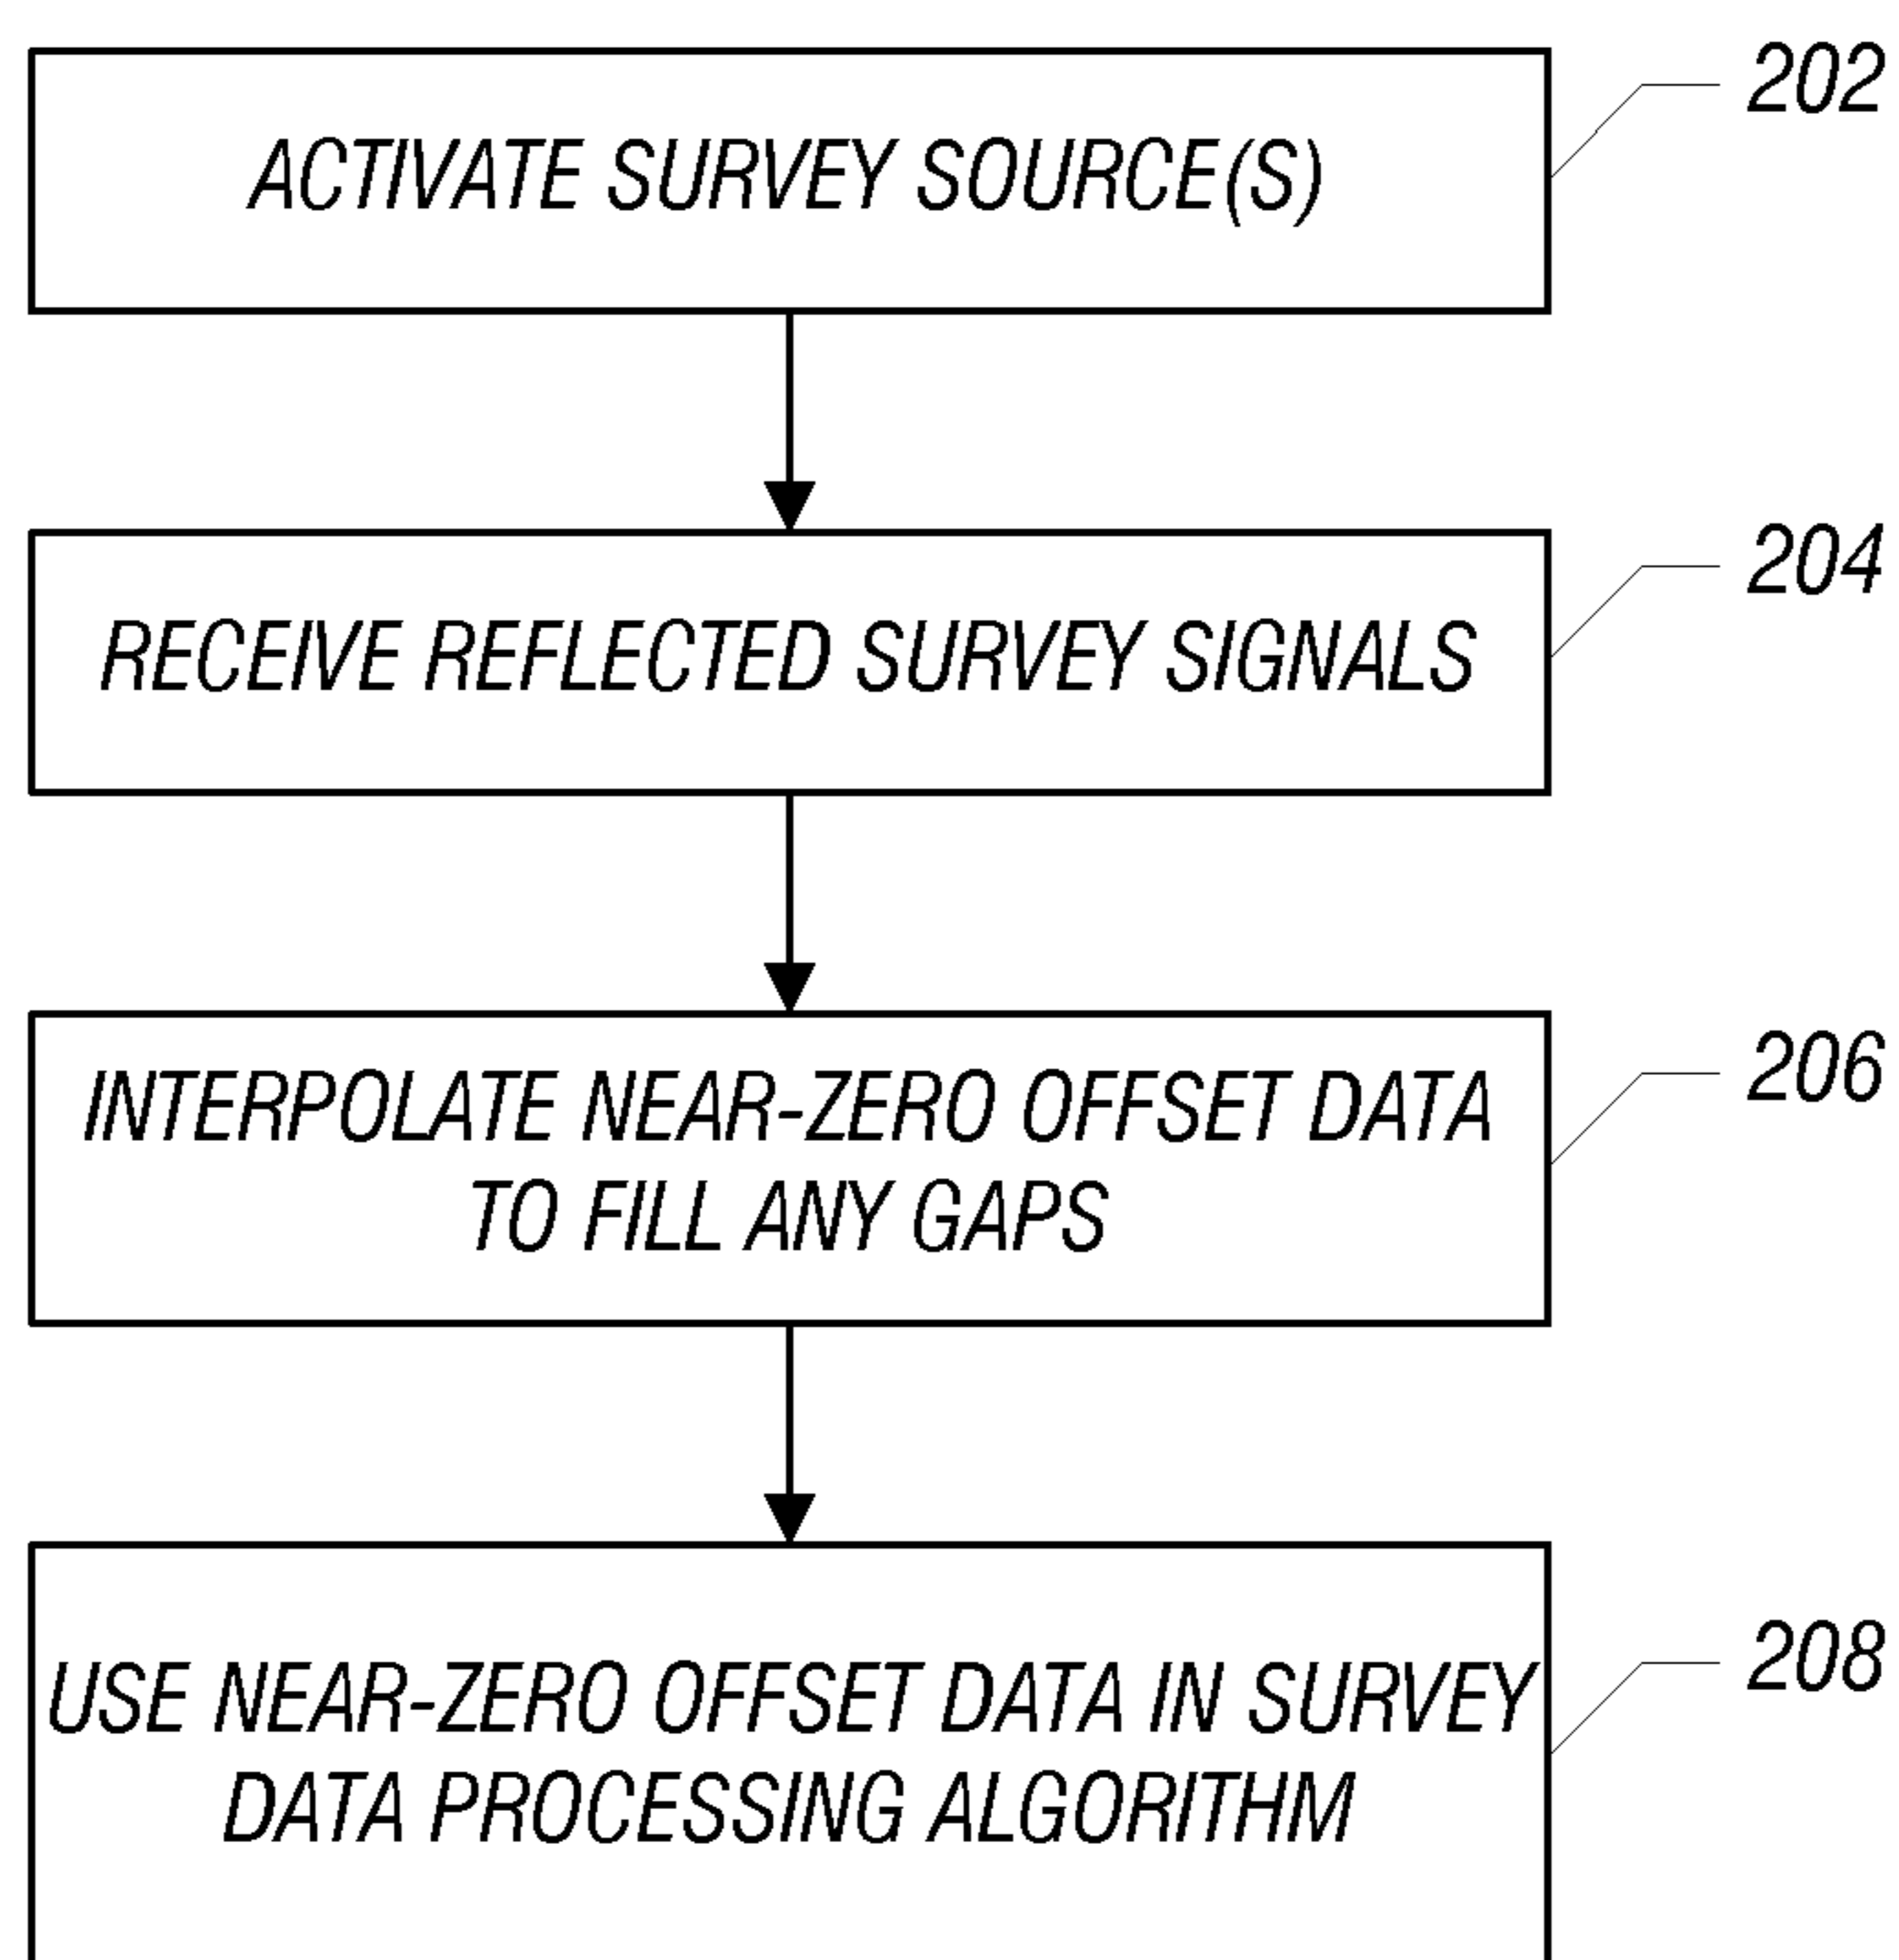 202
ACTIVATE SURVEY SOURCE(S)
204
RECEIVE REFLECTED SURVEY SIGNALS
206
INTERPOLATE NEAR-ZERO OFFSET DATA
TO FILL ANY GAPS
208
USE NEAR-ZERO OFFSET DATA IN SURVEY
DATA PROCESSING ALGORITHM